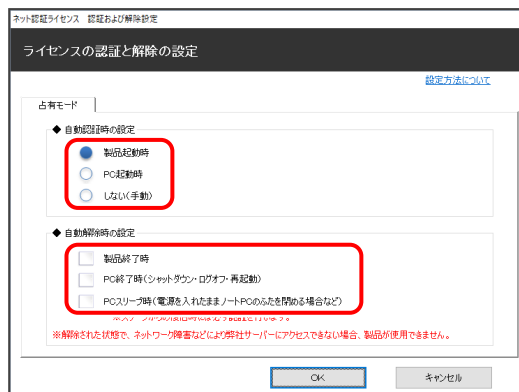 ネット認証ライセンス 認証および解除設定
ライセンスの認証と解除の設定
設定方法について
占有モード
◆ 自動認証時の設定
製品起動時
PC起動時
しない(手動)
◆ 自動解除時の設定
製品終了時
PC終了時(シャットダウン・ログオフ・再起動)
PCスリープ時(電源を入れたままノートPCのふたを閉める場合など)
※解除された状態で、ネットワーク障害などにより弊社サーバーにアクセスできない場合、製品が使用できません。
OK
キャンセル